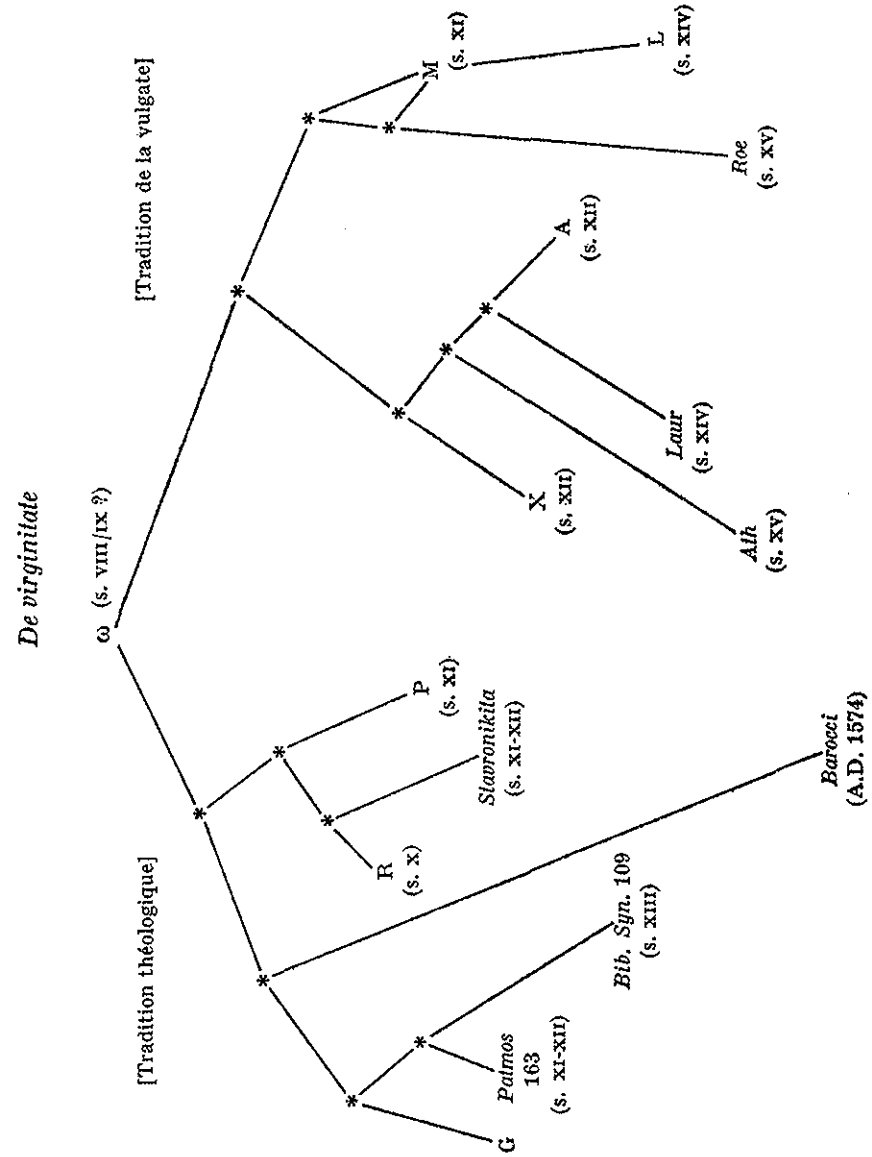 De virginitate
ω (s. VIII/IX ?)
[Tradition théologique]
[Tradition de la vulgate]
*
*
*
*
*
*
*
*
*
*
*
*
*
G
Patmos
163
(s. XI-XII)
Bib. Syn. 109
(s. XIII)
Barocci
(A.D. 1574)
R
(s. X)
Stavronikita
(s. XI-XII)
P
(s. XI)
X
(s. XII)
Ath
(s. XV)
Laur
(s. XIV)
A
(s. XII)
Roe
(s. XV)
M
(s. XI)
L
(s. XIV)